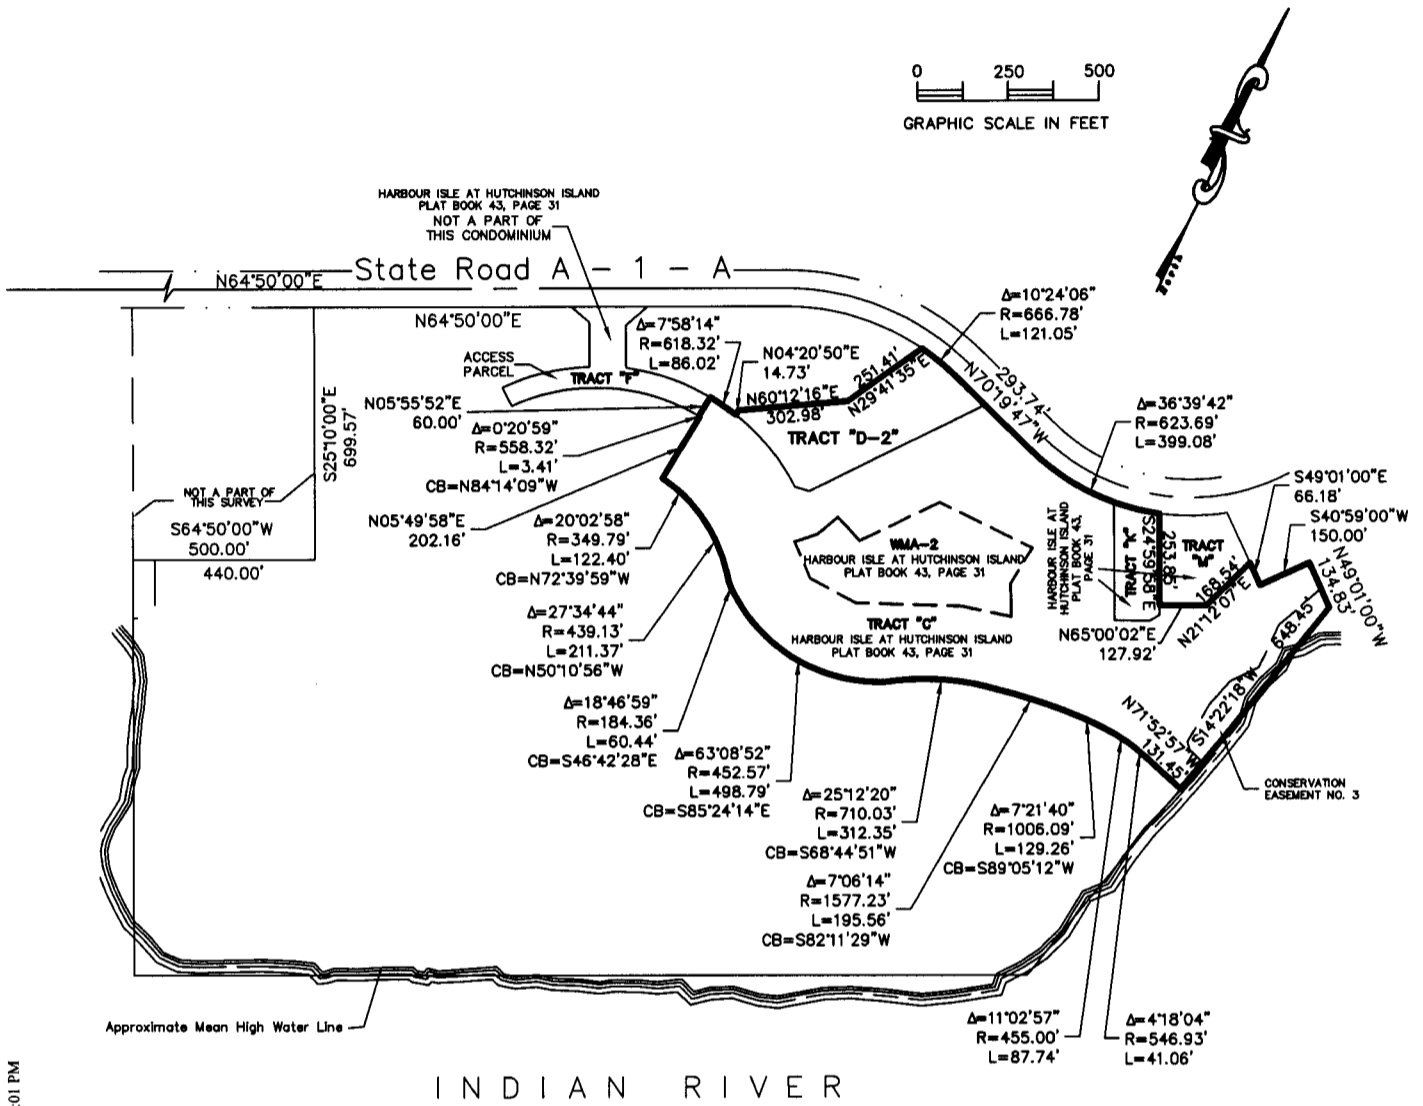 0 250 500
GRAPHIC SCALE IN FEET
North
HARBOUR ISLE AT HUTCHINSON ISLAND
PLAT BOOK 43, PAGE 31
NOT A PART OF
THIS CONDOMINIUM
State Road A - 1 - A
N64°50'00"E
N64°50'00"E
Δ=7°58'14"
R=618.32'
L=86.02'
Δ=10°24'06"
R=666.78'
L=121.05'
ACCESS
PARCEL
TRACT "F"
N04°20'50"E
14.73'
N60°12'16"E
302.98'
251.41'
N29°41'35"E
293.74'
N70°19'47"W
TRACT "D-2"
N05°55'52"E
60.00'
Δ=0°20'59"
R=558.32'
L=3.41'
CB=N84°14'09"W
N05°49'58"E
202.16'
S25°10'00"E
699.57'
NOT A PART OF
THIS SURVEY
S64°50'00"W
500.00'
440.00'
Δ=36°39'42"
R=623.69'
L=399.08'
S49°01'00"E
66.18'
S40°59'00"W
150.00'
N49°01'00"W
134.83'
Δ=20°02'58"
R=349.79'
L=122.40'
CB=N72°39'59"W
WMA-2
HARBOUR ISLE AT HUTCHINSON ISLAND
PLAT BOOK 43, PAGE 31
HARBOUR ISLE AT
HUTCHINSON ISLAND
PLAT BOOK 43,
PAGE 31
TRACT "K"
S24°59'58"E
253.85'
TRACT
"M"
168.54'
N21°12'07"E
N65°00'02"E
127.92'
648.45'
S14°22'18"W
Δ=27°34'44"
R=439.13'
L=211.37'
CB=N50°10'56"W
TRACT "C"
HARBOUR ISLE AT HUTCHINSON ISLAND
PLAT BOOK 43, PAGE 31
Δ=18°46'59"
R=184.36'
L=60.44'
CB=S46°42'28"E
Δ=63°08'52"
R=452.57'
L=498.79'
CB=S85°24'14"E
Δ=25°12'20"
R=710.03'
L=312.35'
CB=S68°44'51"W
Δ=7°21'40"
R=1006.09'
L=129.26'
CB=S89°05'12"W
N71°52'57"W
131.45'
CONSERVATION
EASEMENT NO. 3
Δ=7°06'14"
R=1577.23'
L=195.56'
CB=S82°11'29"W
Approximate Mean High Water Line
Δ=11°02'57"
R=455.00'
L=87.74'
Δ=4°18'04"
R=546.93'
L=41.06'
INDIAN RIVER
:01 PM